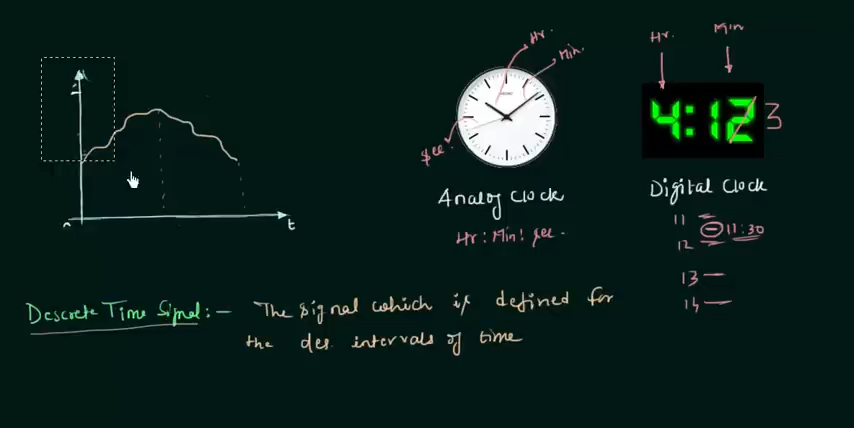 Hr.
Min.
Sec.
Analog Clock
Hr: Min: Sec.
Hr.
Min
4:12 3
Digital Clock
11
11:30
12
13
14
t
Descrete Time Signal:- The signal which is defined for
the des. intervals of time